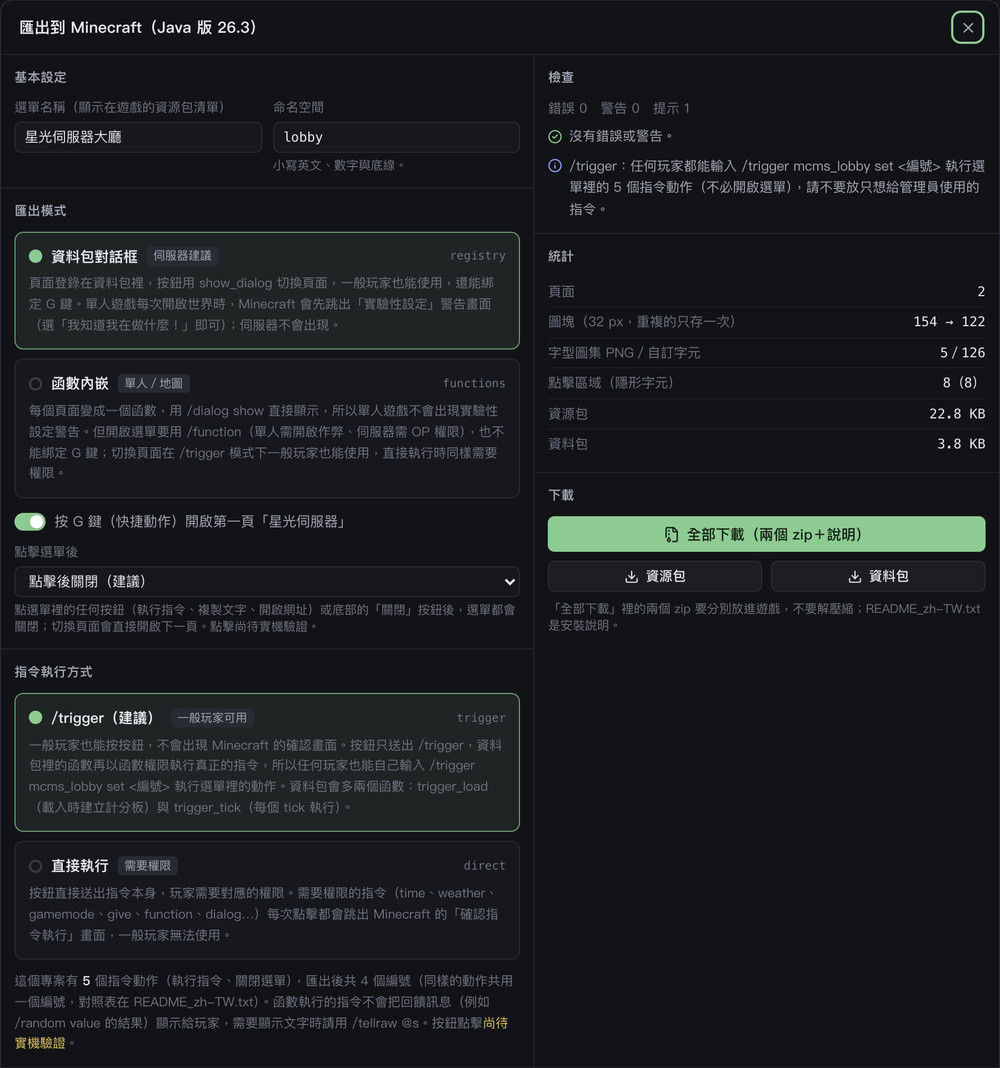 匯出到 Minecraft（Java 版 26.3）
基本設定
選單名稱（顯示在遊戲的資源包清單）
命名空間
星光伺服器大廳
lobby
小寫英文、數字與底線。
匯出模式
資料包對話框 伺服器建議 registry
頁面登錄在資料包裡，按鈕用 show_dialog 切換頁面，一般玩家也能使用，還能綁
定 G 鍵。單人遊戲每次開啟世界時，Minecraft 會先跳出「實驗性設定」警告畫面
（選「我知道我在做什麼！」即可）；伺服器不會出現。
函數內嵌 單人 / 地圖 functions
每個頁面變成一個函數，用 /dialog show 直接顯示，所以單人遊戲不會出現實驗性
設定警告。但開啟選單要用 /function（單人需開啟作弊、伺服器需 OP 權限），也不
能綁定 G 鍵；切換頁面在 /trigger 模式下一般玩家也能使用，直接執行時同樣需要
權限。
按 G 鍵（快捷動作）開啟第一頁「星光伺服器」
點擊選單後
點擊後關閉（建議）
點選單裡的任何按鈕（執行指令、複製文字、開啟網址）或底部的「關閉」按鈕後，選單都會
關閉；切換頁面會直接開啟下一頁。點擊尚待實機驗證。
指令執行方式
/trigger（建議） 一般玩家可用 trigger
一般玩家也能按按鈕，不會出現 Minecraft 的確認畫面。按鈕只送出 /trigger，資料
包裡的函數再以函數權限執行真正的指令，所以任何玩家也能自己輸入 /trigger
mcms_lobby set <編號> 執行選單裡的動作。資料包會多兩個函數：trigger_load
（載入時建立計分板）與 trigger_tick（每個 tick 執行）。
直接執行 需要權限 direct
按鈕直接送出指令本身，玩家需要對應的權限。需要權限的指令（time、weather、
gamemode、give、function、dialog…）每次點擊都會跳出 Minecraft 的「確認指
令執行」畫面，一般玩家無法使用。
這個專案有 5 個指令動作（執行指令、關閉選單），匯出後共 4 個編號（同樣的動作共用
一個編號，對照表在 README_zh-TW.txt）。函數執行的指令不會把回饋訊息（例如
/random value 的結果）顯示給玩家，需要顯示文字時請用 /tellraw @s。按鈕點擊尚待
實機驗證。
檢查
錯誤 0 警告 0 提示 1
沒有錯誤或警告。
/trigger：任何玩家都能輸入 /trigger mcms_lobby set <編號> 執行選
單裡的 5 個指令動作（不必開啟選單），請不要放只想給管理員使用的
指令。
統計
頁面 2
圖塊（32 px，重複的只存一次） 154 → 122
字型圖集 PNG / 自訂字元 5 / 126
點擊區域（隱形字元） 8 (8)
資源包 22.8 KB
資料包 3.8 KB
下載
全部下載（兩個 zip＋說明）
資源包
資料包
「全部下載」裡的兩個 zip 要分別放進遊戲，不要解壓縮；README_zh-TW.txt
是安裝說明。